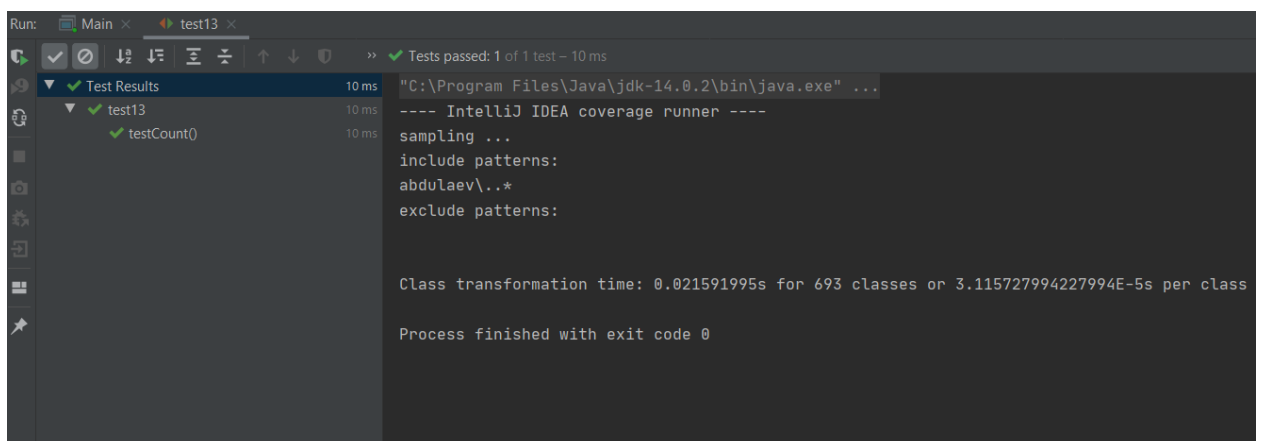 Run: Main × test13 ×
» Tests passed: 1 of 1 test – 10 ms
Test Results 10 ms
test13 10 ms
testCount() 10 ms
"C:\Program Files\Java\jdk-14.0.2\bin\java.exe" ...
---- IntelliJ IDEA coverage runner ----
sampling ...
include patterns:
abdulaev\..*
exclude patterns:
Class transformation time: 0.021591995s for 693 classes or 3.115727994227994E-5s per class
Process finished with exit code 0